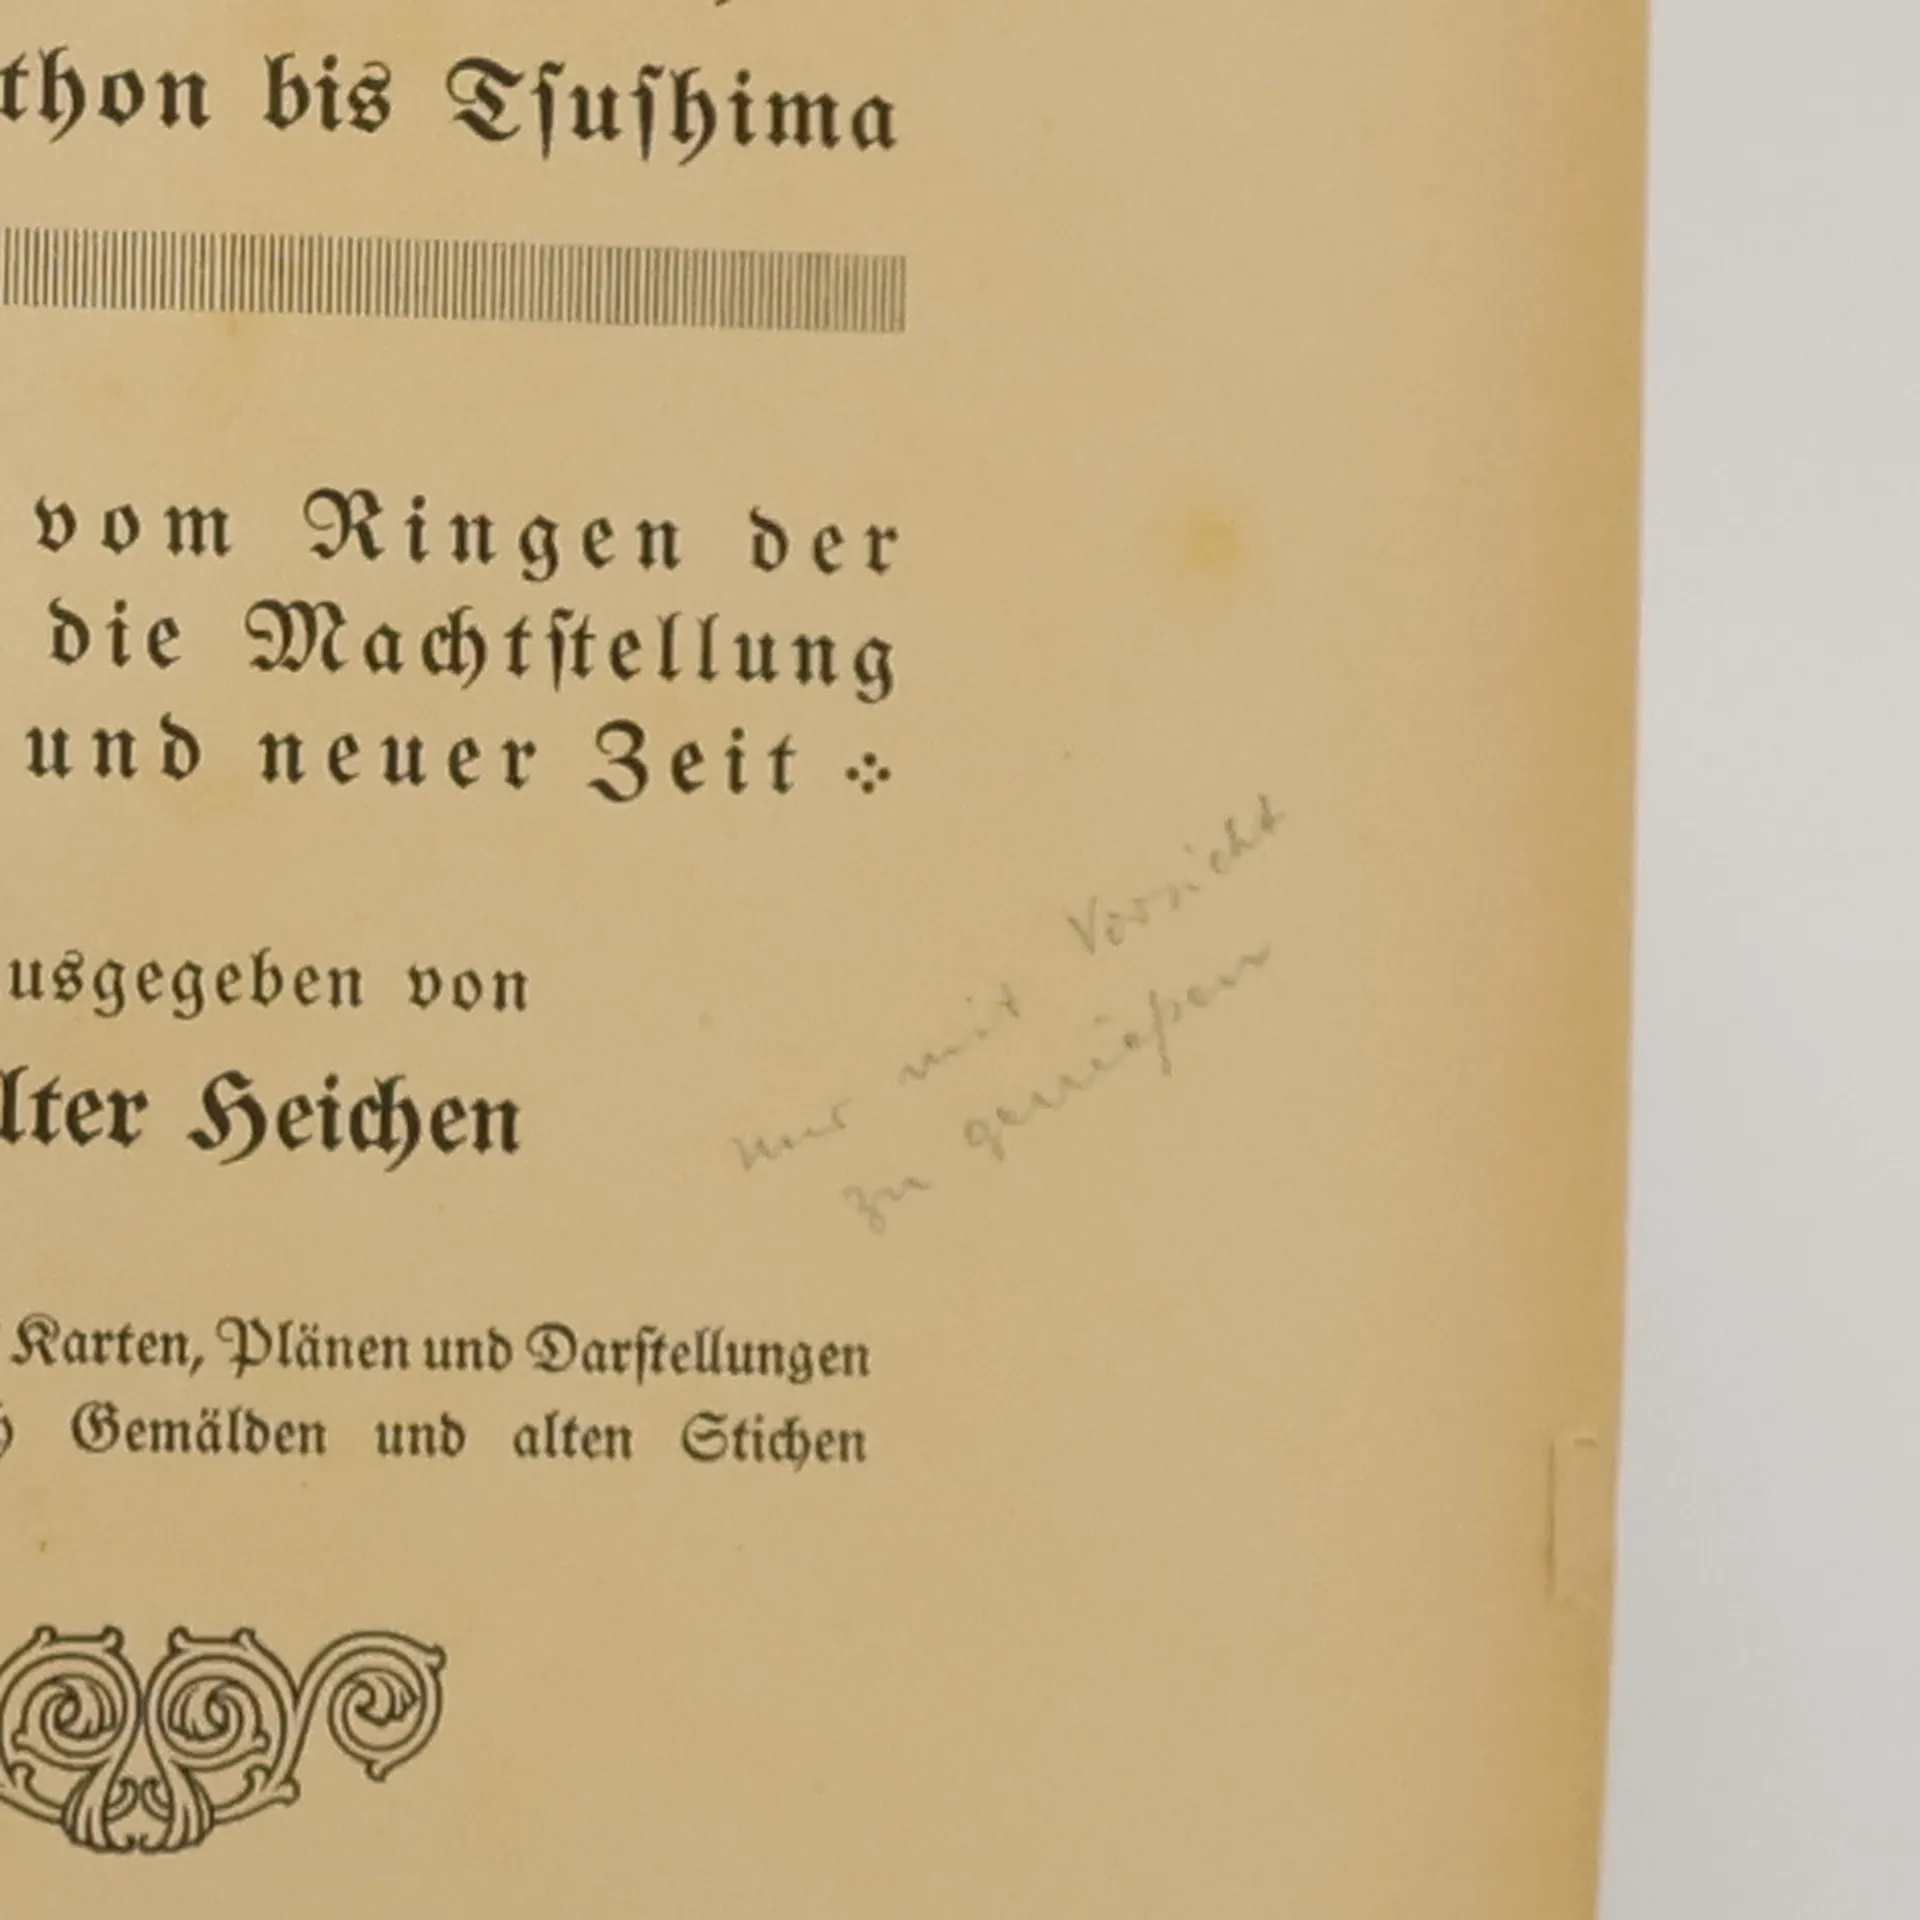 thon bis Tſuſhima
vom Ringen der
die Machtſtellung
und neuer Zeit
usgegeben von
lter Heichen
nur mit Vorsicht
zu genießen
Karten, Plänen und Darſtellungen
Gemälden und alten Stichen